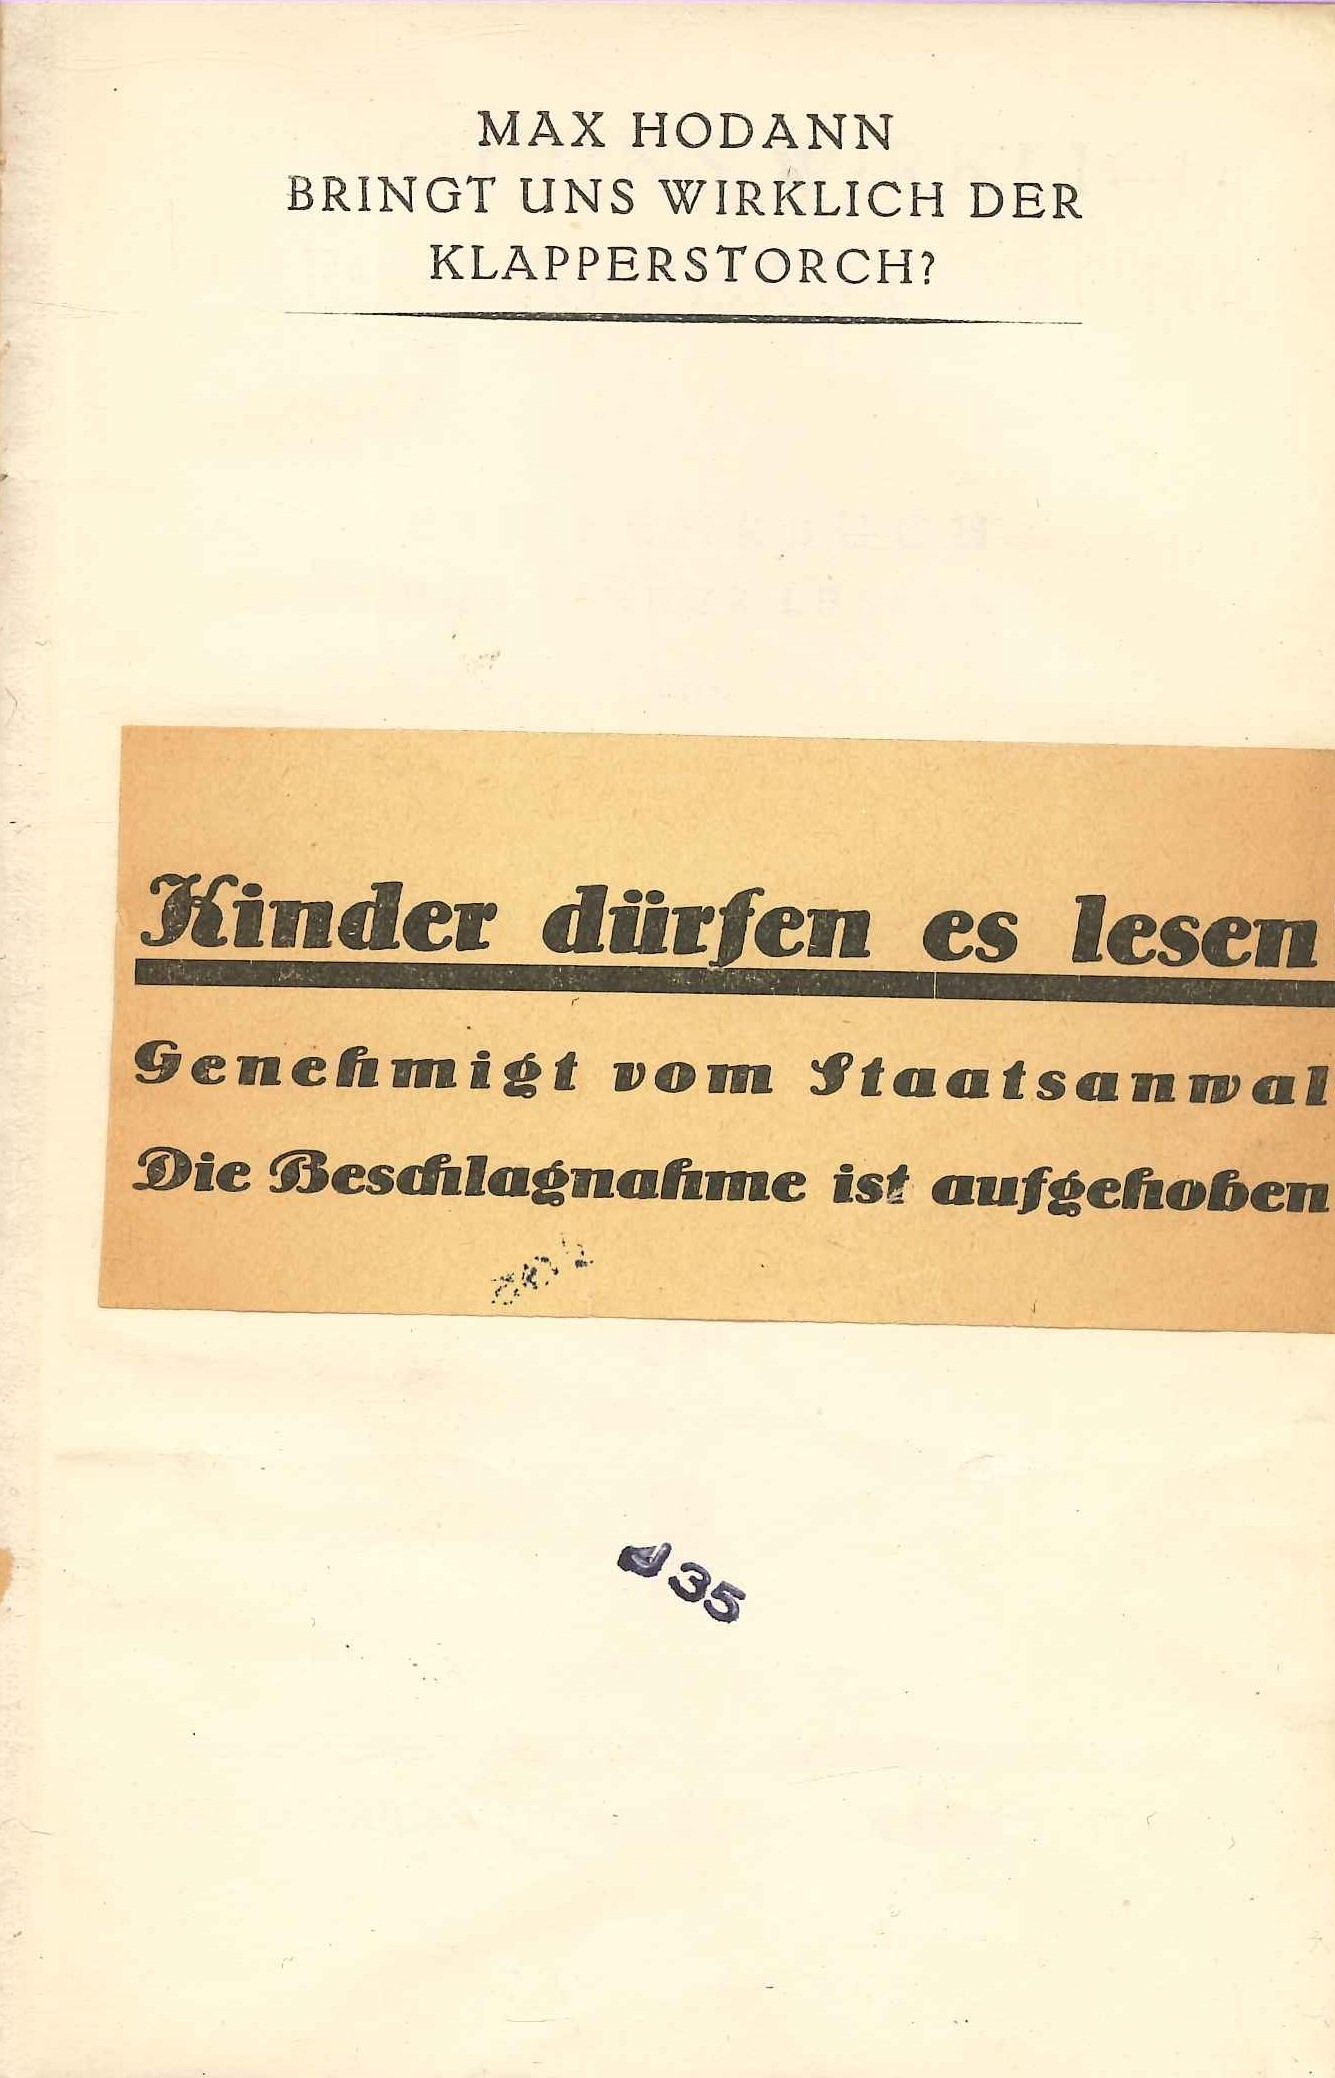 MAX HODANN
BRINGT UNS WIRKLICH DER
KLAPPERSTORCH?
Kinder dürfen es lesen
Genehmigt vom Staatsanwal
Die Beschlagnahme ist aufgehoben
35